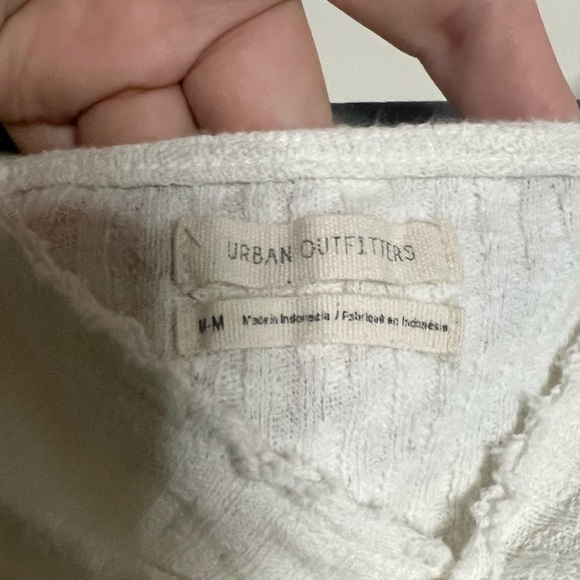 URBAN OUTFITTERS
M-M Made in Indonesia / Fabriqué en Indonésie